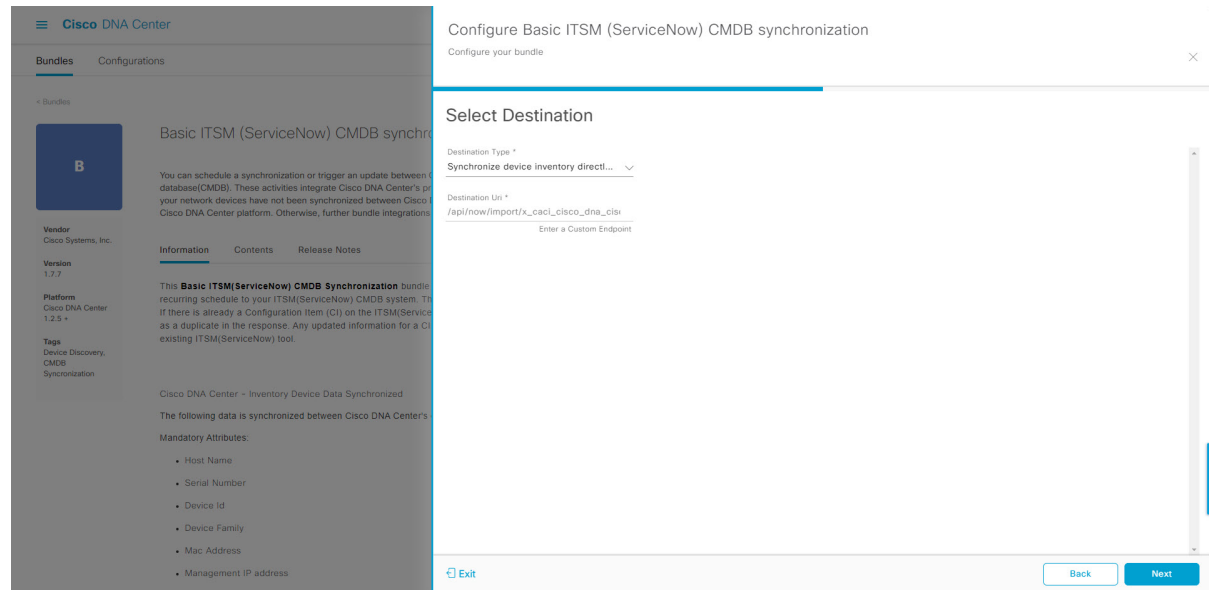 Cisco DNA Center
Bundles Configurations
< Bundles
B
Vendor
Cisco Systems, Inc.
Version
1.7.7
Platform
Cisco DNA Center
1.2.5 +
Tags
Device Discovery,
CMDB
Syncronization
Basic ITSM (ServiceNow) CMDB synchr
You can schedule a synchronization or trigger an update between
database(CMDB). These activities integrate Cisco DNA Center's
your network devices have not been synchronized between Cisco
Cisco DNA Center platform. Otherwise, further bundle integrations
Information Contents Release Notes
This Basic ITSM(ServiceNow) CMDB Synchronization bundle
recurring schedule to your ITSM(ServiceNow) CMDB system. Th
If there is already a Configuration Item (CI) on the ITSM(Service
as a duplicate in the response. Any updated information for a CI
existing ITSM(ServiceNow) tool.
Cisco DNA Center - Inventory Device Data Synchronized
The following data is synchronized between Cisco DNA Center's
Mandatory Attributes:
• Host Name
• Serial Number
• Device Id
• Device Family
• Mac Address
• Management IP address
Configure Basic ITSM (ServiceNow) CMDB synchronization
Configure your bundle
Select Destination
Destination Type *
Synchronize device inventory directl...
Destination Uri *
/api/now/import/x_caci_cisco_dna_cis
Enter a Custom Endpoint
Exit
Back Next